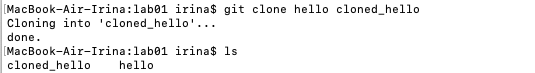 [MacBook-Air-Irina:lab01 irina$ git clone hello cloned_hello
Cloning into 'cloned_hello'...
done.
[MacBook-Air-Irina:lab01 irina$ ls
cloned_hello    hello